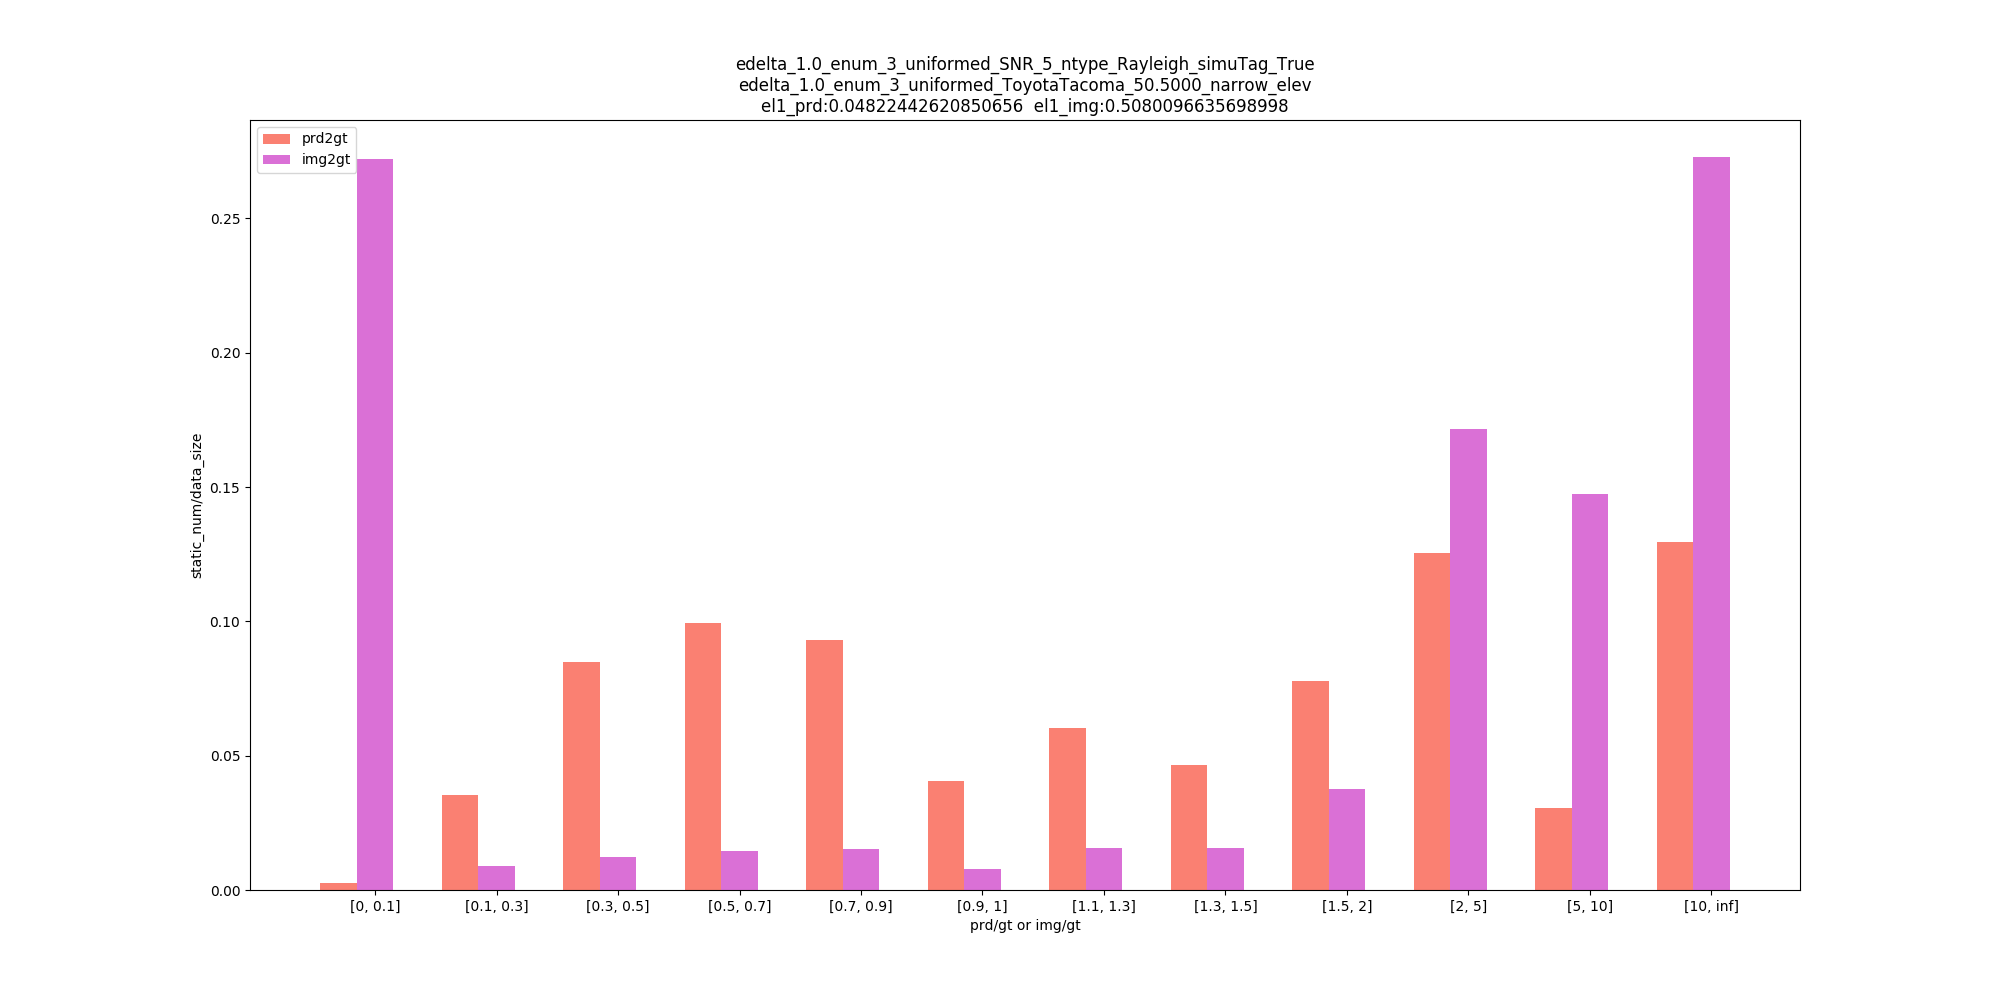 edelta_1.0_enum_3_uniformed_SNR_5_ntype_Rayleigh_simuTag_True
edelta_1.0_enum_3_uniformed_ToyotaTacoma_50.5000_narrow_elev
el1_prd:0.04822442620850656  el1_img:0.5080096635698998
prd2gt
img2gt
0.25
0.20
0.15
0.10
0.05
0.00
static_num/data_size
[0, 0.1] [0.1, 0.3] [0.3, 0.5] [0.5, 0.7] [0.7, 0.9] [0.9, 1] [1.1, 1.3] [1.3, 1.5] [1.5, 2] [2, 5] [5, 10] [10, inf]
prd/gt or img/gt